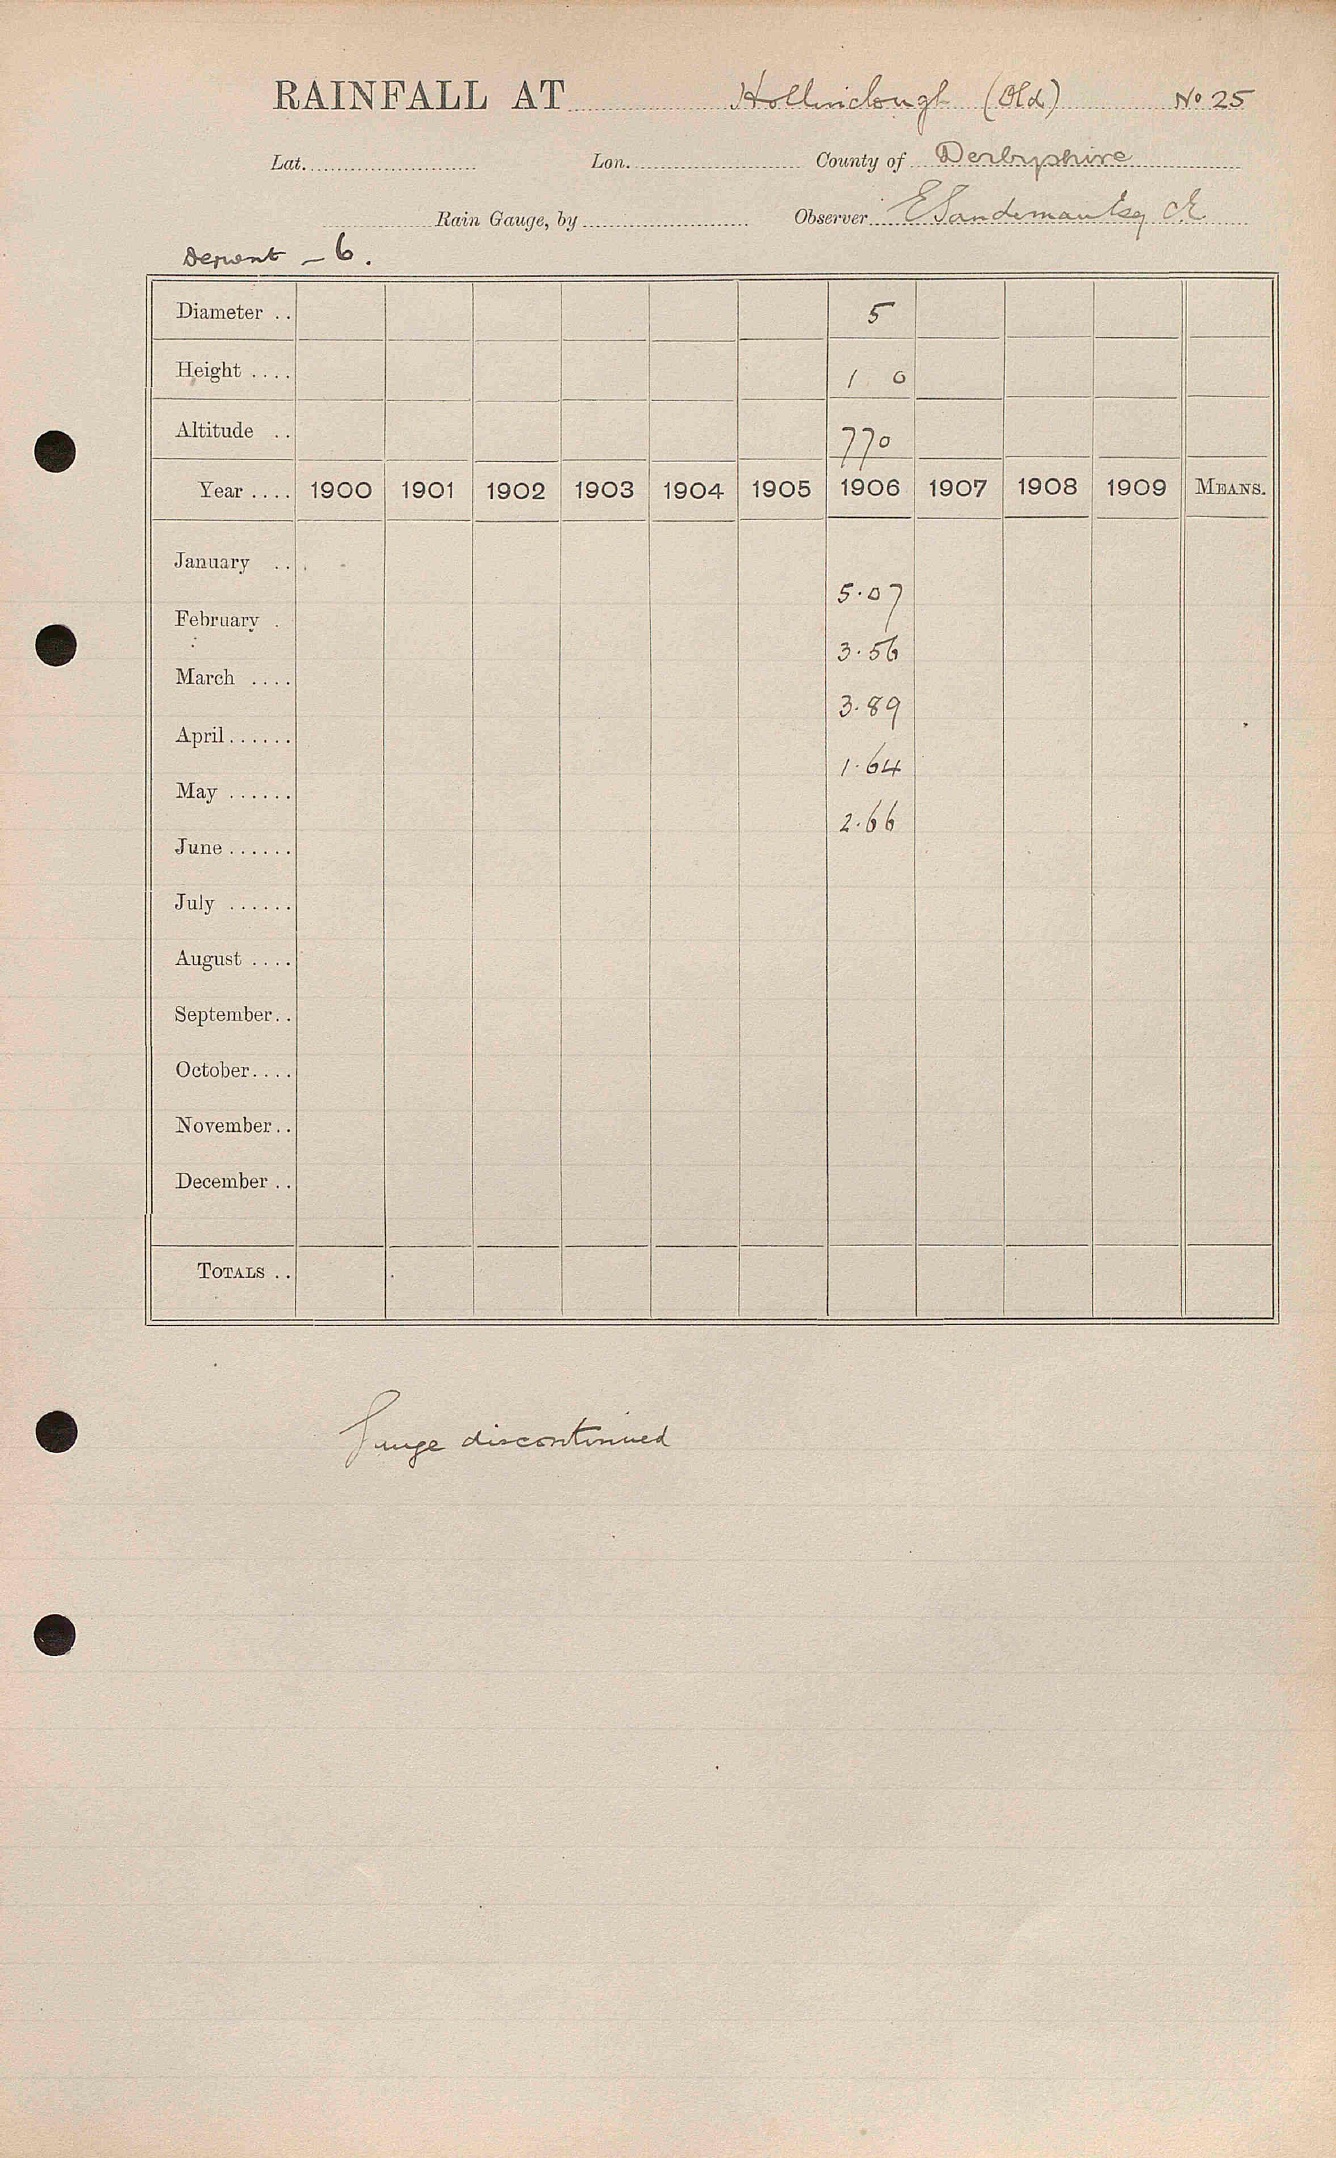 RAINFALL AT Hollinclough (Old) No 25
Lat. Lon. County of Derbyshire
Rain Gauge, by Observer E Sandeman Esq CE
Derwent - 6.
Diameter .. 5
Height .... 1 0
Altitude .. 770
Year .... 1900 1901 1902 1903 1904 1905 1906 1907 1908 1909 MEANS.
January ..
5.07
February .
3.56
March ....
3.89
April......
1.64
May ......
2.66
June ......
July ......
August ....
September..
October....
November..
December ..
TOTALS ..
Gauge discontinued